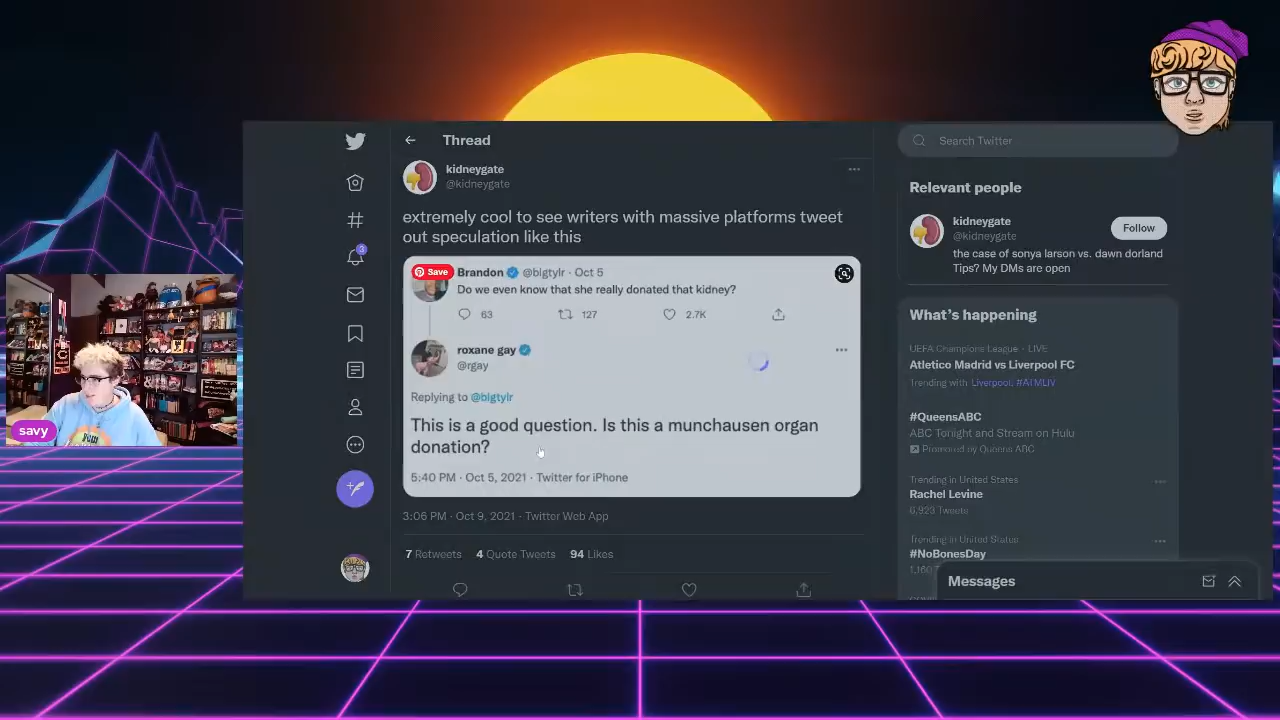 Thread
Search Twitter
kidneygate
@kidneygate
extremely cool to see writers with massive platforms tweet
out speculation like this
Save
Brandon @blgtylr · Oct 5
Do we even know that she really donated that kidney?
63 127 2.7K
roxane gay
@rgay
Replying to @blgtylr
This is a good question. Is this a munchausen organ
donation?
5:40 PM · Oct 5, 2021 · Twitter for iPhone
3:06 PM · Oct 9, 2021 · Twitter Web App
7 Retweets 4 Quote Tweets 94 Likes
3
savy
Relevant people
kidneygate
@kidneygate
Follow
the case of sonya larson vs. dawn dorland
Tips? My DMs are open
What's happening
UEFA Champions League · LIVE
Atletico Madrid vs Liverpool FC
Trending with Liverpool, #ATMLIV
#QueensABC
ABC Tonight and Stream on Hulu
Promoted by Queens ABC
Trending in United States
Rachel Levine
6,923 Tweets
Trending in United States
#NoBonesDay
Messages